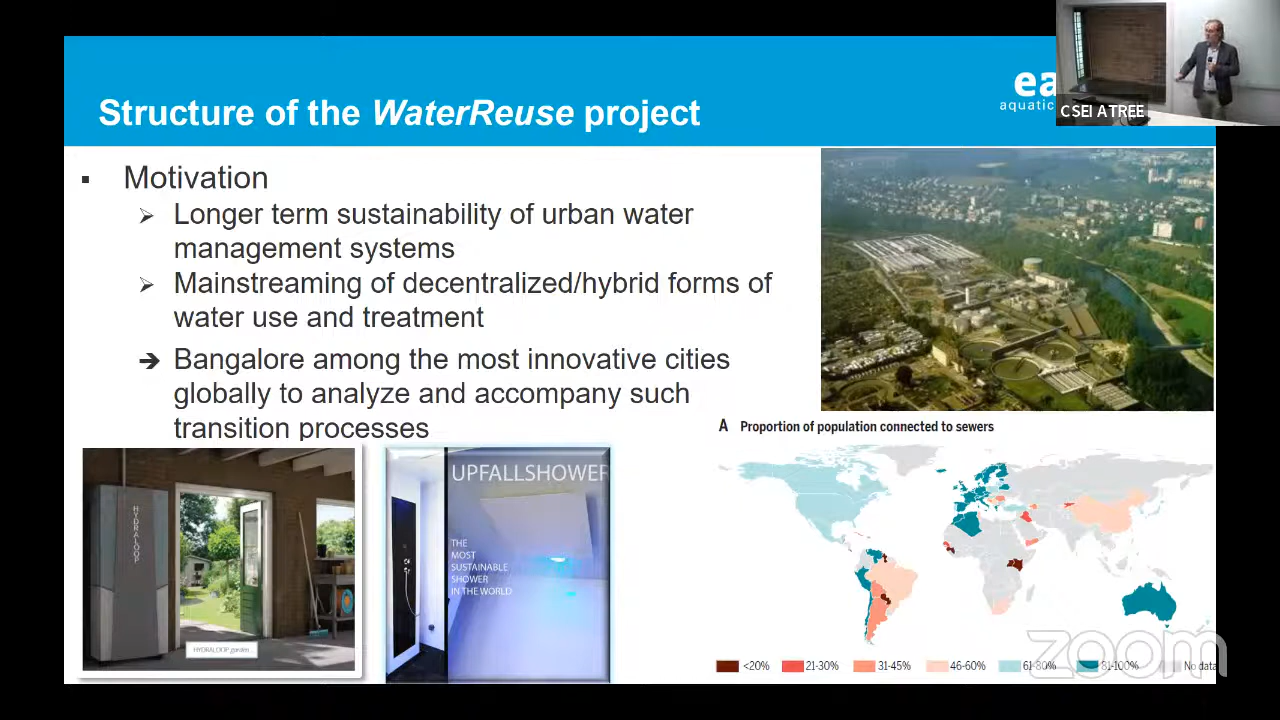 Structure of the WaterReuse project
ea
aquatic
CSEI ATREE
▪ Motivation
➢ Longer term sustainability of urban water
management systems
➢ Mainstreaming of decentralized/hybrid forms of
water use and treatment
➔ Bangalore among the most innovative cities
globally to analyze and accompany such
transition processes
HYDRALOOP
HYDRALOOP garden
UPFALLSHOWER
THE
MOST
SUSTAINABLE
SHOWER
IN THE WORLD
A Proportion of population connected to sewers
<20% 21-30% 31-45% 46-60% 61-80% 81-100% No data
zoom